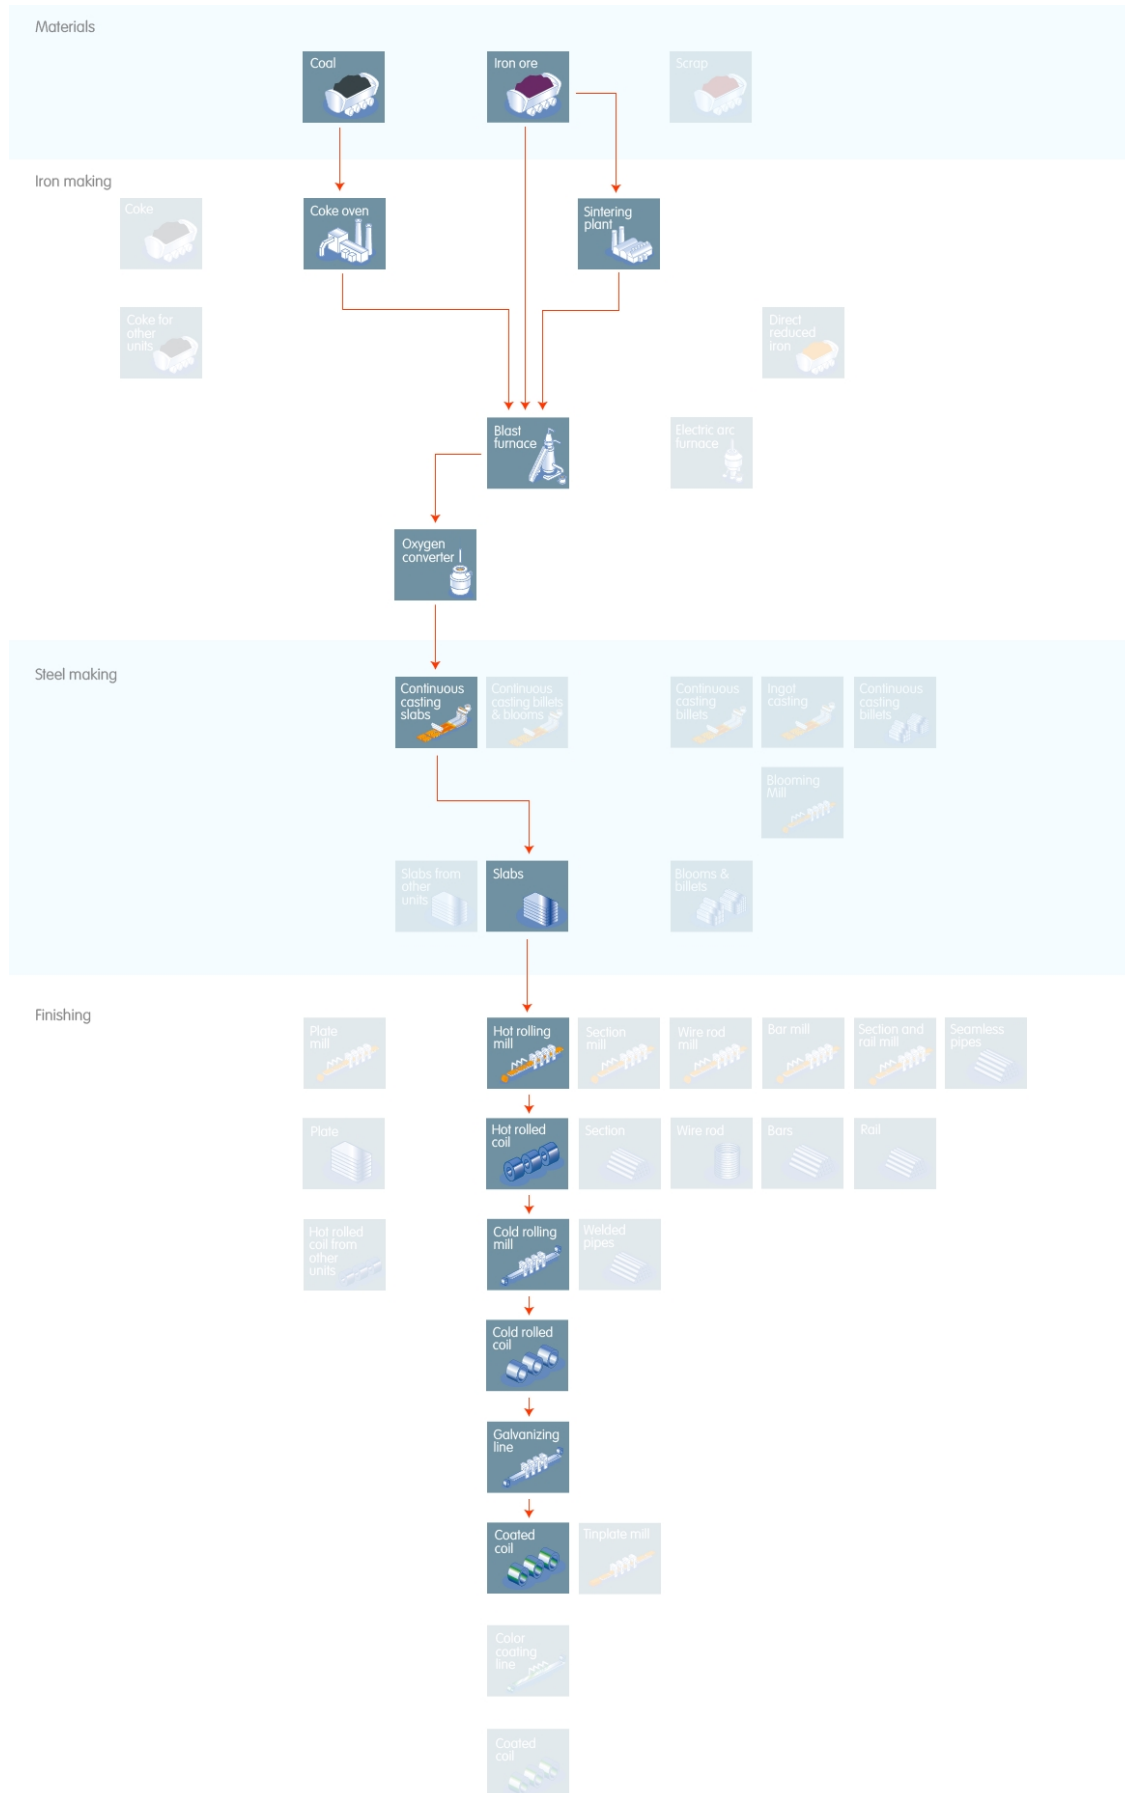 Materials
Coal
Iron ore
Scrap
Iron making
Coke
Coke oven
Sintering
plant
Coke for
other
units
Direct
reduced
iron
Blast
furnace
Electric arc
furnace
Oxygen
converter
Steel making
Continuous
casting
slabs
Continuous
casting billets
& blooms
Continuous
casting
billets
Ingot
casting
Continuous
casting
billets
Blooming
Mill
Slabs from
other
units
Slabs
Blooms &
billets
Finishing
Plate
mill
Hot rolling
mill
Section
mill
Wire rod
mill
Bar mill
Section and
rail mill
Seamless
pipes
Plate
Hot rolled
coil
Section
Wire rod
Bars
Rail
Hot rolled
coil from
other
units
Cold rolling
mill
Welded
pipes
Cold rolled
coil
Galvanizing
line
Coated
coil
Tinplate mill
Color
coating
line
Coated
coil